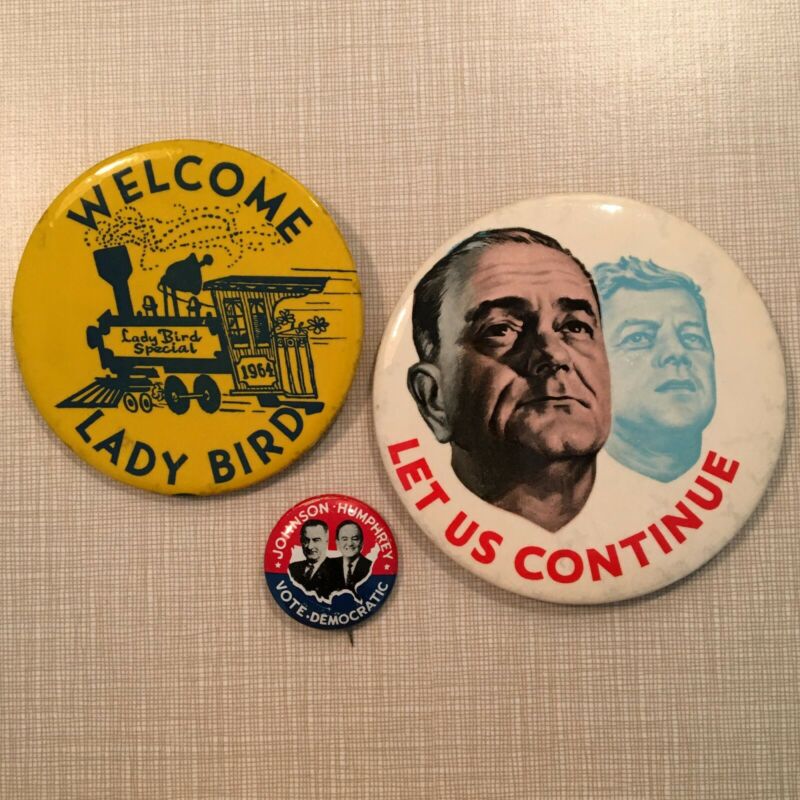 WELCOME
Lady Bird
Special
1964
LADY BIRD
LET US CONTINUE
JOHNSON·HUMPHREY
VOTE·DEMOCRATIC